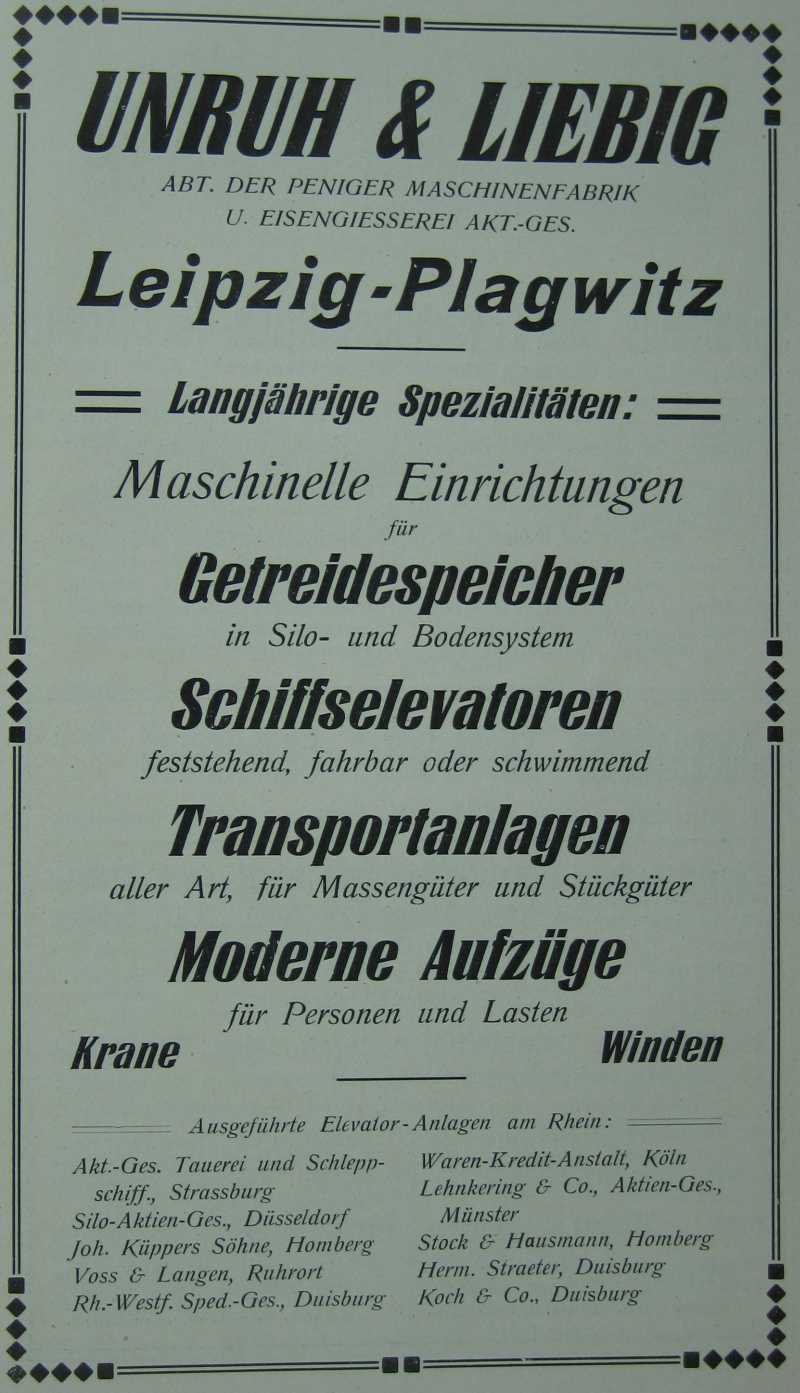 UNRUH & LIEBIG
ABT. DER PENIGER MASCHINENFABRIK
U. EISENGIESSEREI AKT.-GES.
Leipzig-Plagwitz
Langjährige Spezialitäten:
Maschinelle Einrichtungen
für
Getreidespeicher
in Silo- und Bodensystem
Schiffselevatoren
feststehend, fahrbar oder schwimmend
Transportanlagen
aller Art, für Massengüter und Stückgüter
Moderne Aufzüge
für Personen und Lasten
Krane Winden
Ausgeführte Elevator-Anlagen am Rhein:
Akt.-Ges. Tauerei und Schlepp-
schiff., Strassburg
Silo-Aktien-Ges., Düsseldorf
Joh. Küppers Söhne, Homberg
Voss & Langen, Ruhrort
Rh.-Westf. Sped.-Ges., Duisburg
Waren-Kredit-Anstalt, Köln
Lehnkering & Co., Aktien-Ges.,
Münster
Stock & Hausmann, Homberg
Herm. Straeter, Duisburg
Koch & Co., Duisburg